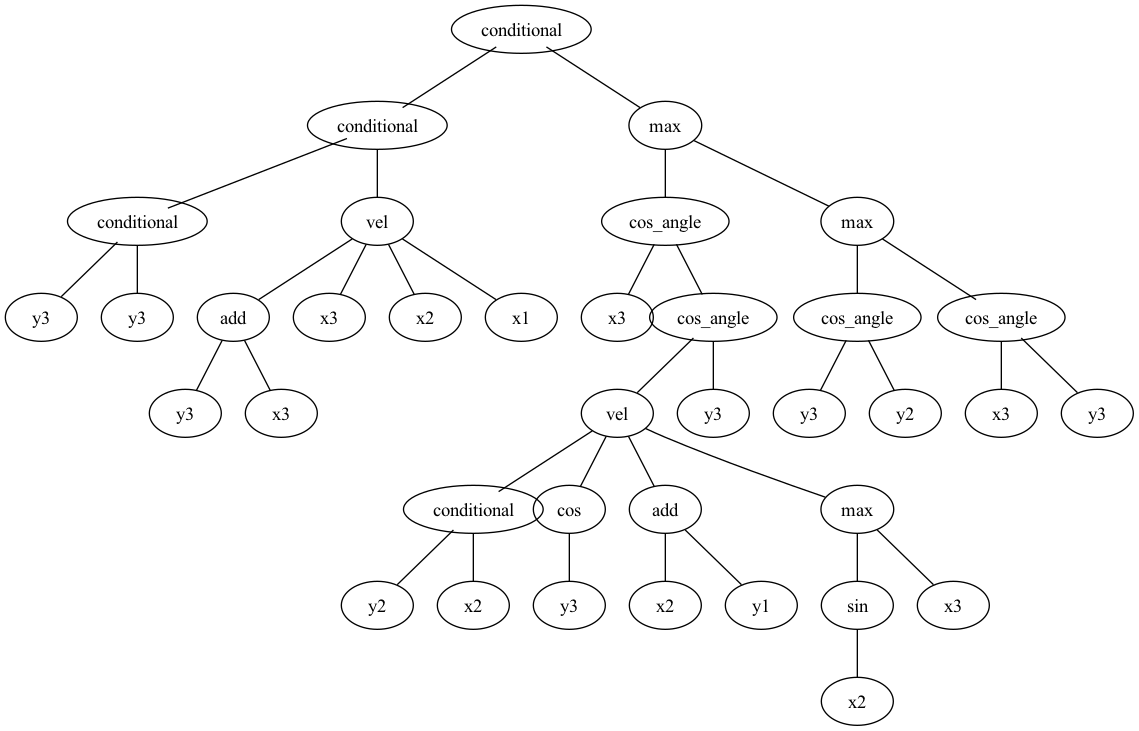 conditional
conditional max
conditional vel cos_angle max
y3 y3 add x3 x2 x1 x3 cos_angle cos_angle cos_angle
y3 x3 vel y3 y3 y2 x3 y3
conditional cos add max
y2 x2 y3 x2 y1 sin x3
x2